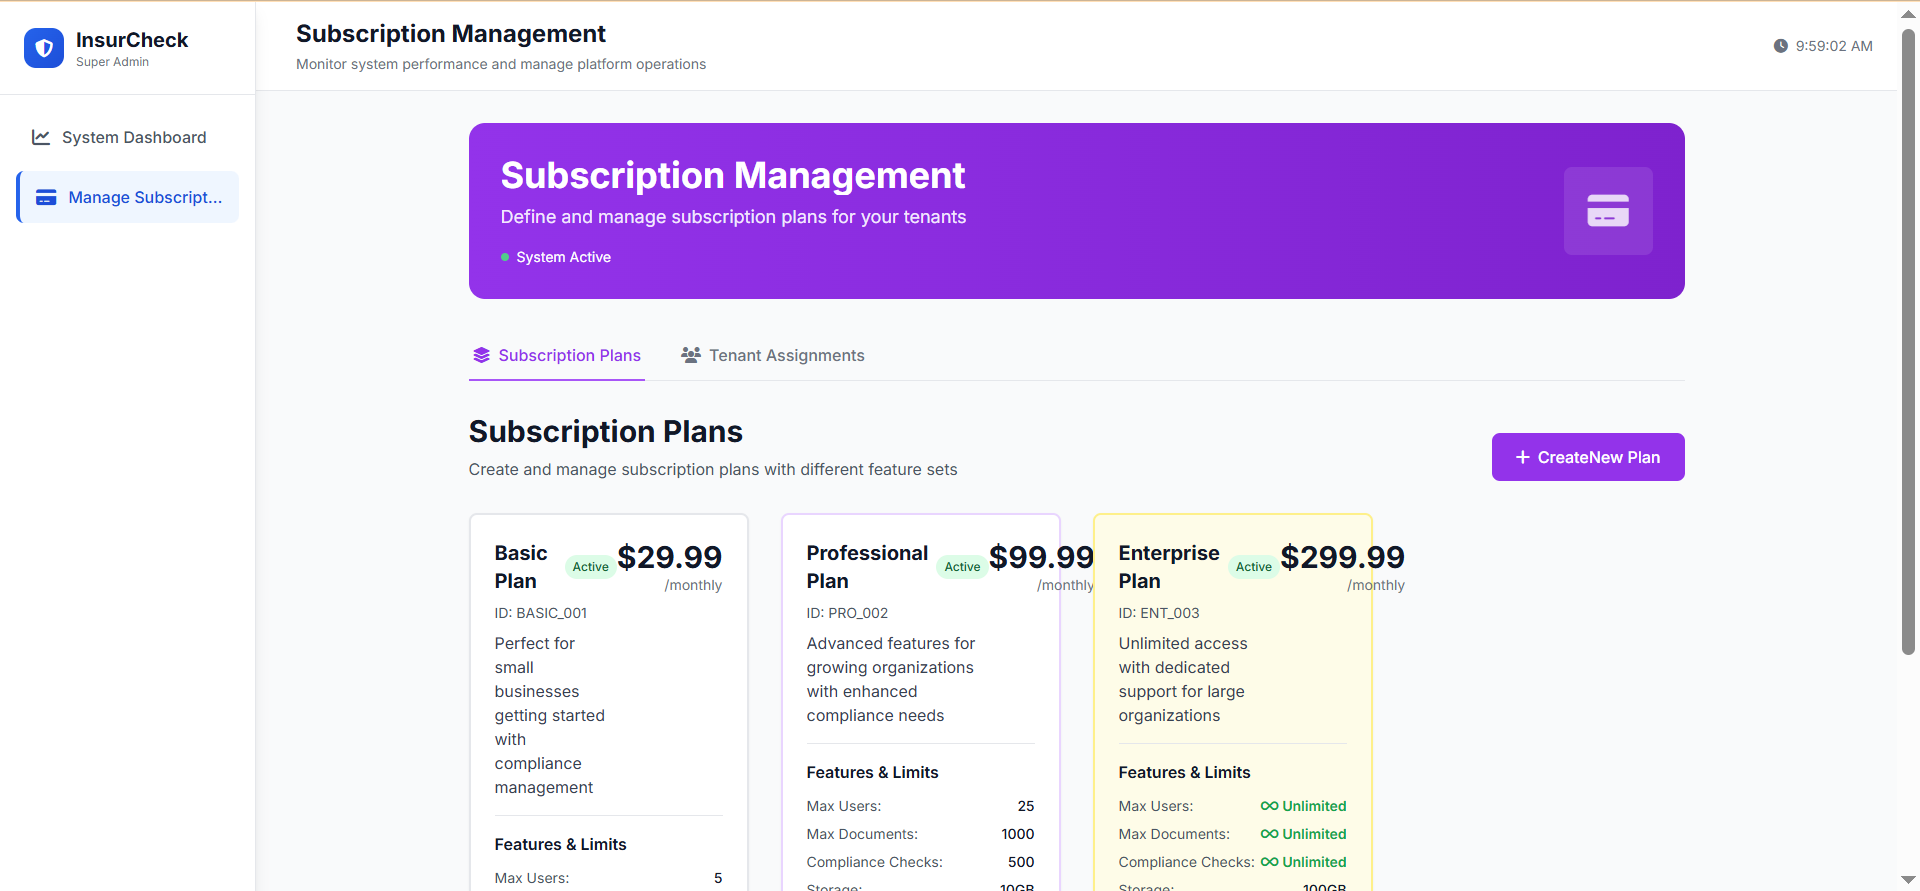 InsurCheck
Super Admin
System Dashboard
Manage Subscript...
Subscription Management
Monitor system performance and manage platform operations
9:59:02 AM
Subscription Management
Define and manage subscription plans for your tenants
System Active
Subscription Plans
Tenant Assignments
Subscription Plans
Create and manage subscription plans with different feature sets
CreateNew Plan
Basic
Plan
Active
$29.99
/monthly
ID: BASIC_001
Perfect for
small
businesses
getting started
with
compliance
management
Features & Limits
Max Users: 5
Professional
Plan
Active
$99.99
/monthly
ID: PRO_002
Advanced features for
growing organizations
with enhanced
compliance needs
Features & Limits
Max Users: 25
Max Documents: 1000
Compliance Checks: 500
Storage: 10GB
Enterprise
Plan
Active
$299.99
/monthly
ID: ENT_003
Unlimited access
with dedicated
support for large
organizations
Features & Limits
Max Users: Unlimited
Max Documents: Unlimited
Compliance Checks: Unlimited
Storage: 100GB